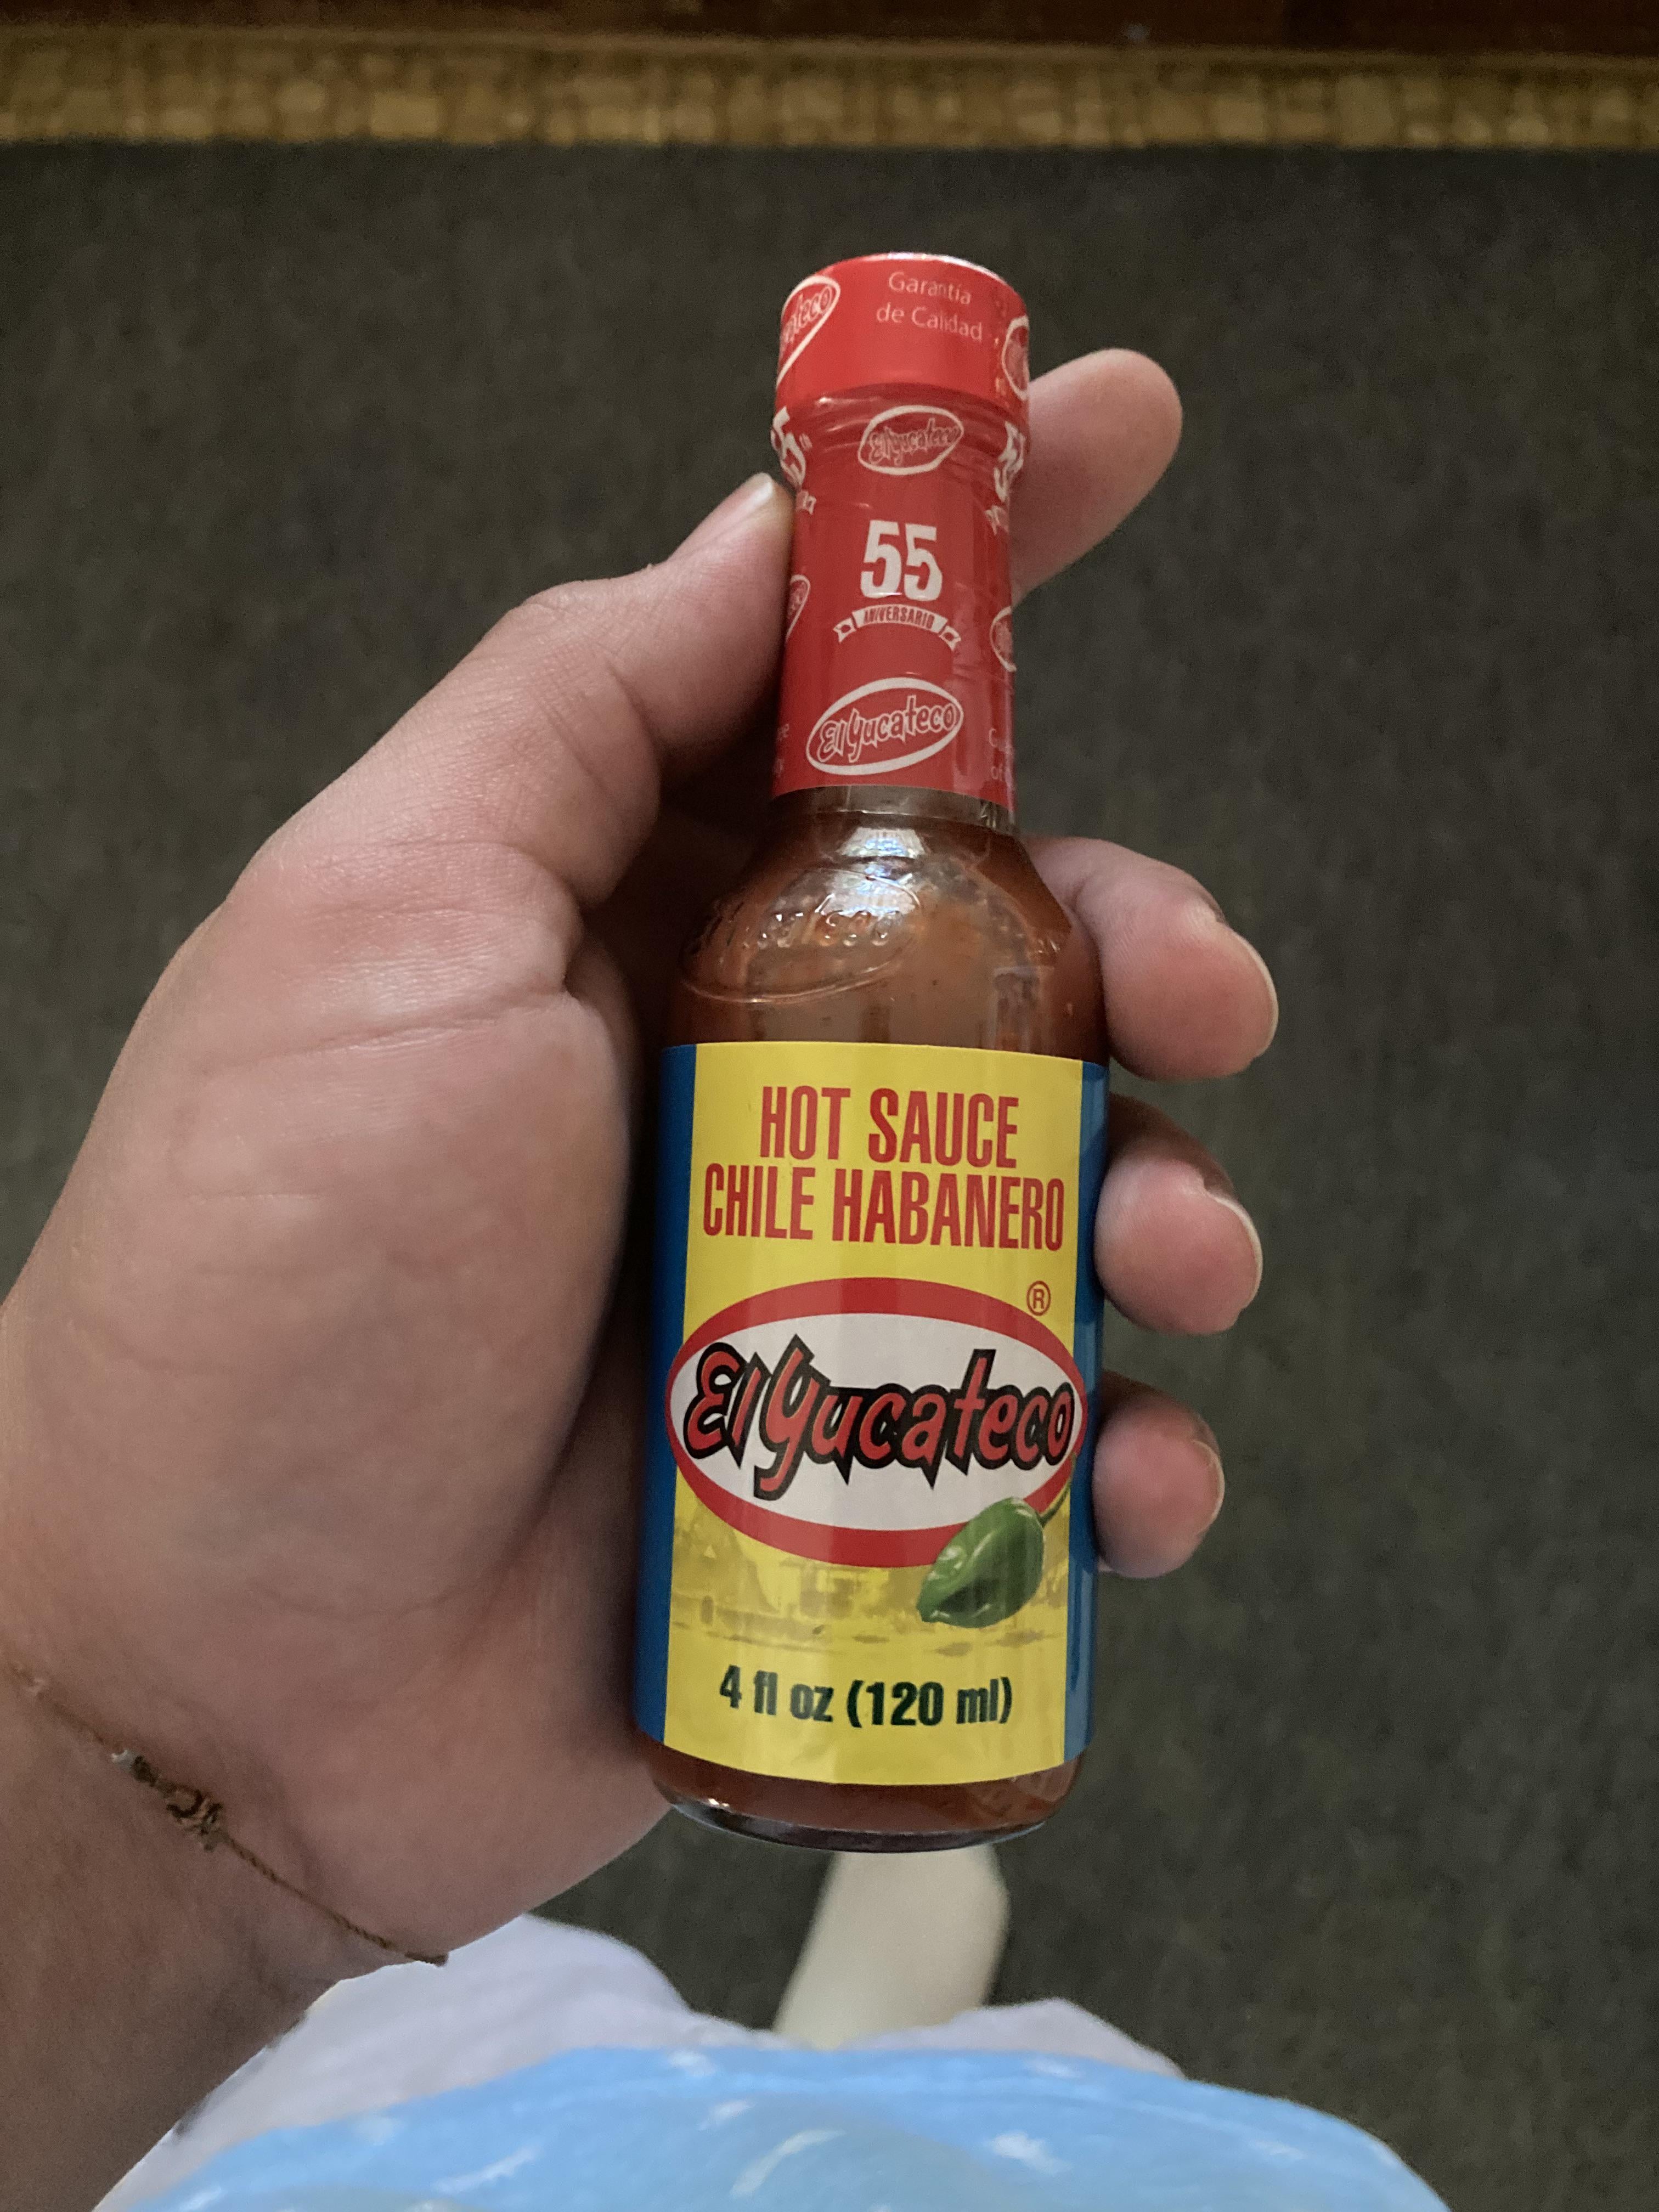 Garantía
de Calidad
El Yucateco
55
ANIVERSARIO
El Yucateco
HOT SAUCE
CHILE HABANERO
®
El Yucateco
4 fl oz (120 ml)